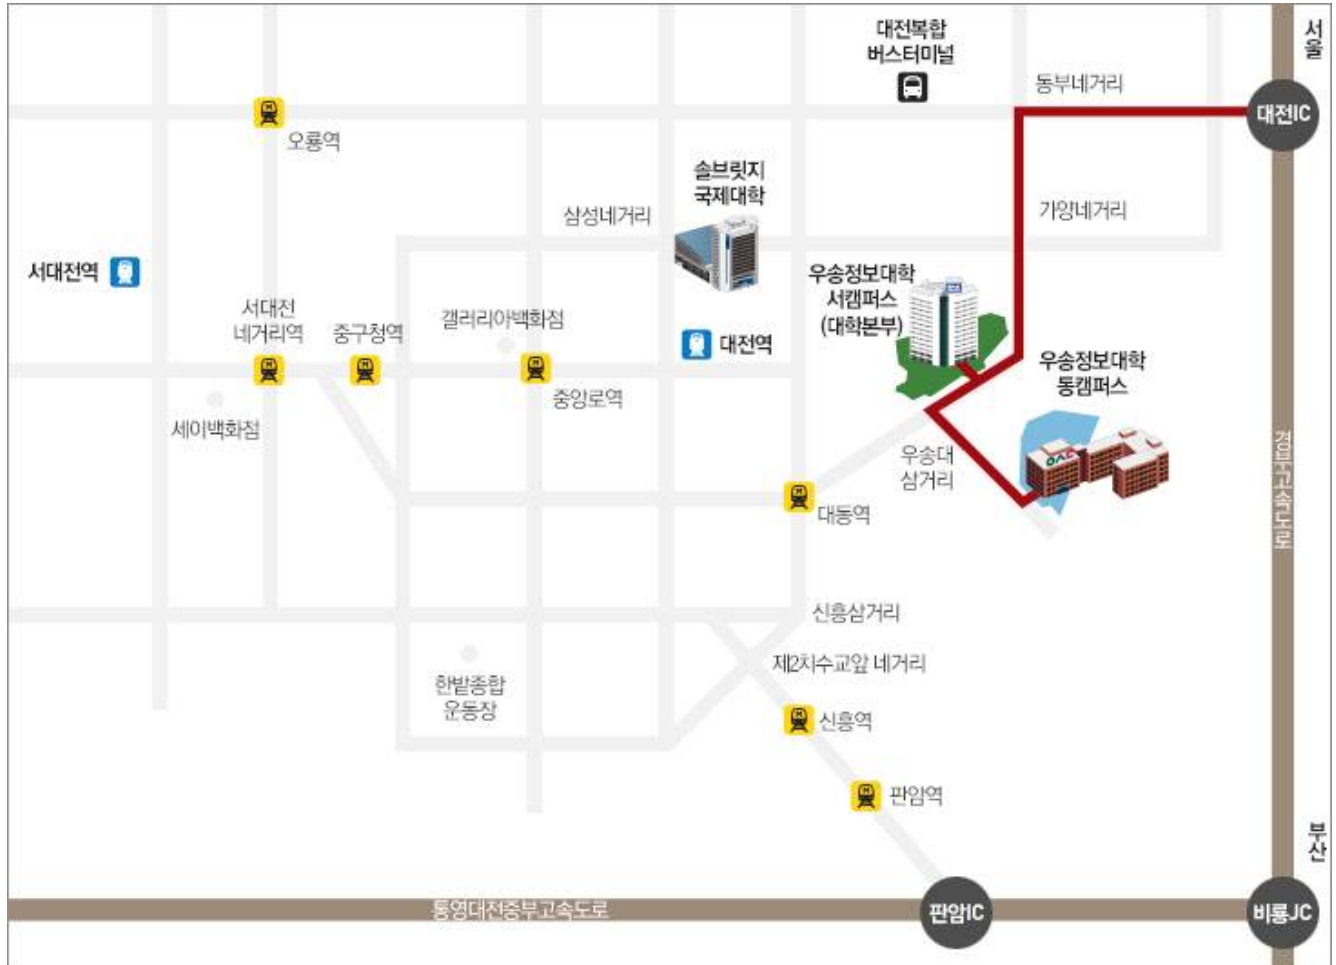 서울
대전복합
버스터미널
동부네거리
대전IC
오룡역
솔브릿지
국제대학
삼성네거리
가양네거리
서대전역
우송정보대학
서캠퍼스
(대학본부)
서대전
네거리역
중구청역
갤러리아백화점
대전역
우송정보대학
동캠퍼스
중앙로역
세이백화점
우송대
삼거리
경부고속도로
대동역
신흥삼거리
제2치수교앞 네거리
한밭종합
운동장
신흥역
판암역
부산
통영대전중부고속도로
판암IC
비룡JC